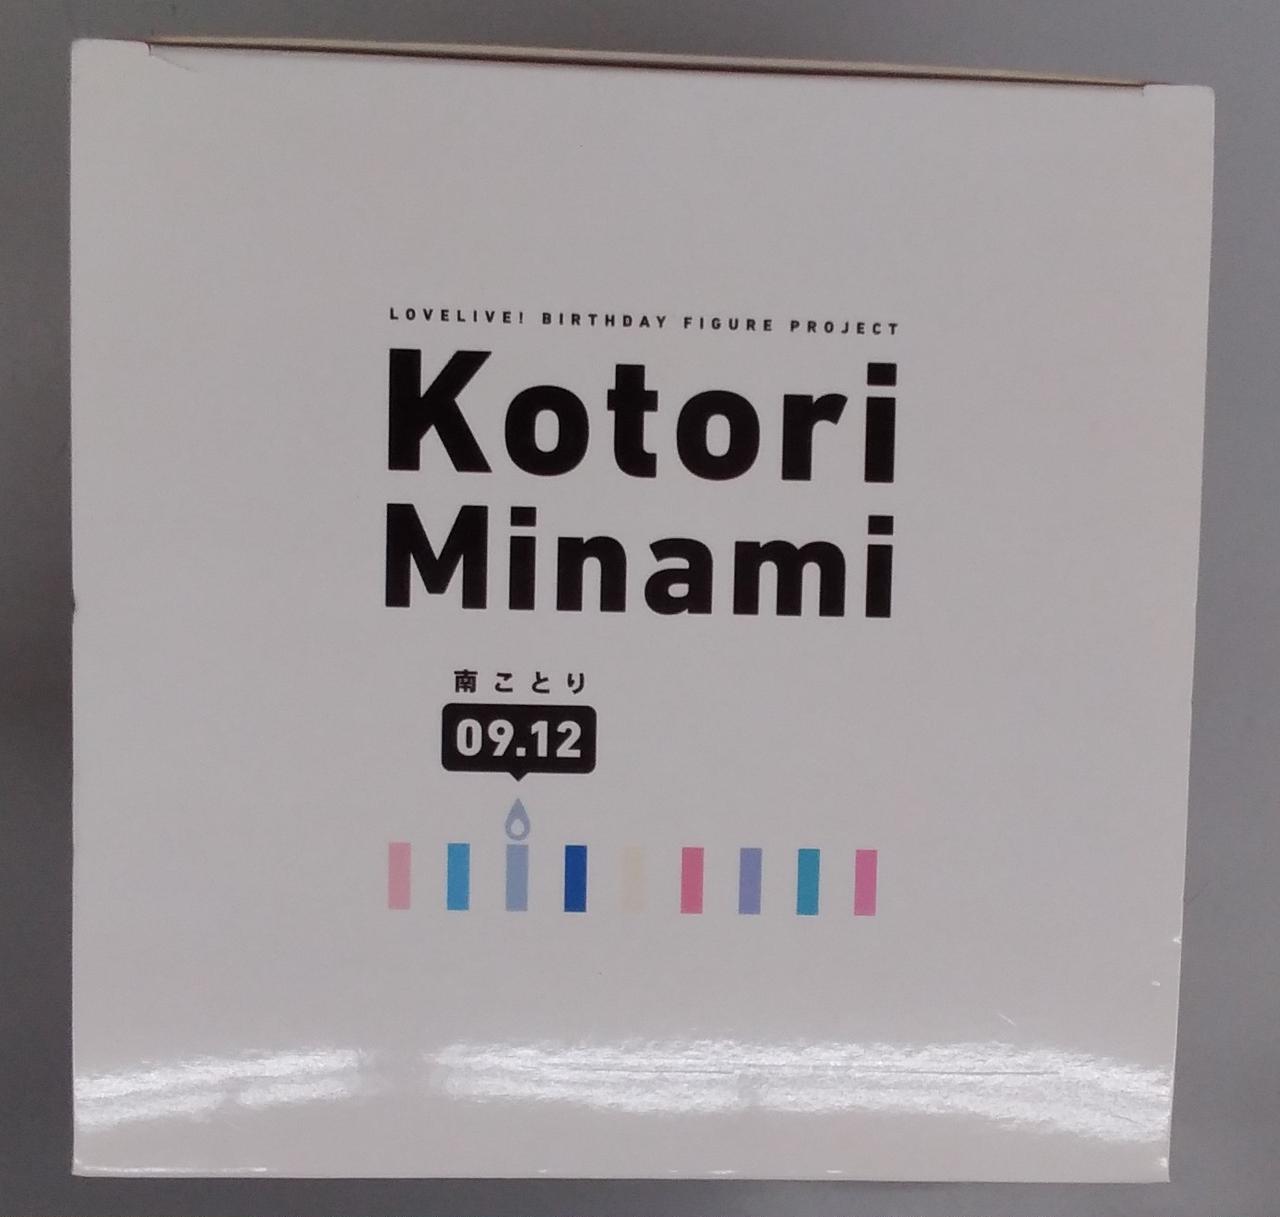 LOVELIVE! BIRTHDAY FIGURE PROJECT
Kotori
Minami
南ことり
09.12